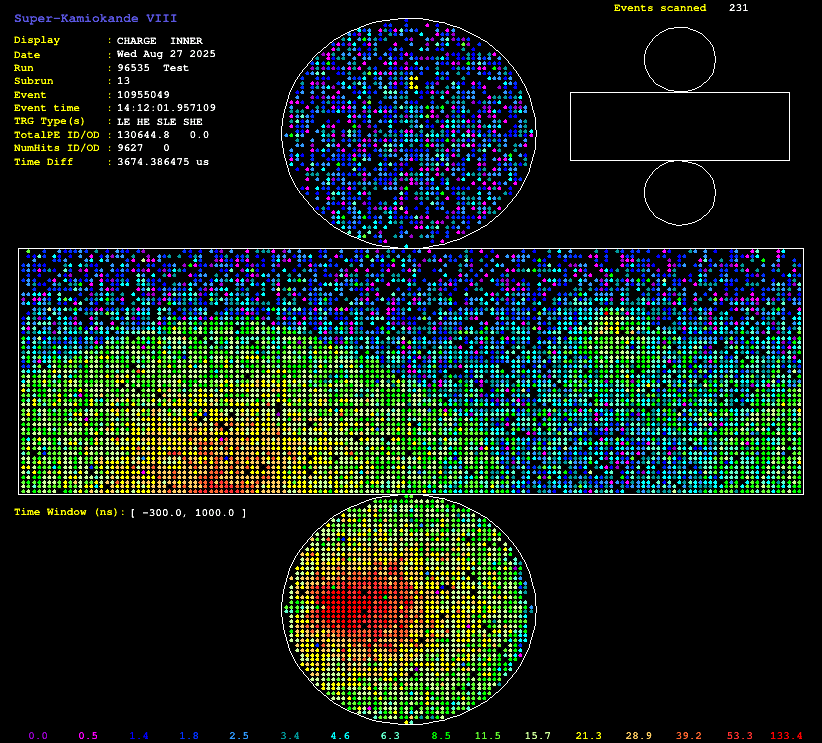 Super-Kamiokande VIII
Events scanned 231
Display : CHARGE INNER
Date : Wed Aug 27 2025
Run : 96535 Test
Subrun : 13
Event : 10955049
Event time : 14:12:01.957109
TRG Type(s) : LE HE SLE SHE
TotalPE ID/OD : 130644.8 0.0
NumHits ID/OD : 9627 0
Time Diff : 3674.386475 us
Time Window (ns): [ -300.0, 1000.0 ]
0.0 0.5 1.4 1.8 2.5 3.4 4.6 6.3 8.5 11.5 15.7 21.3 28.9 39.2 53.3 133.4